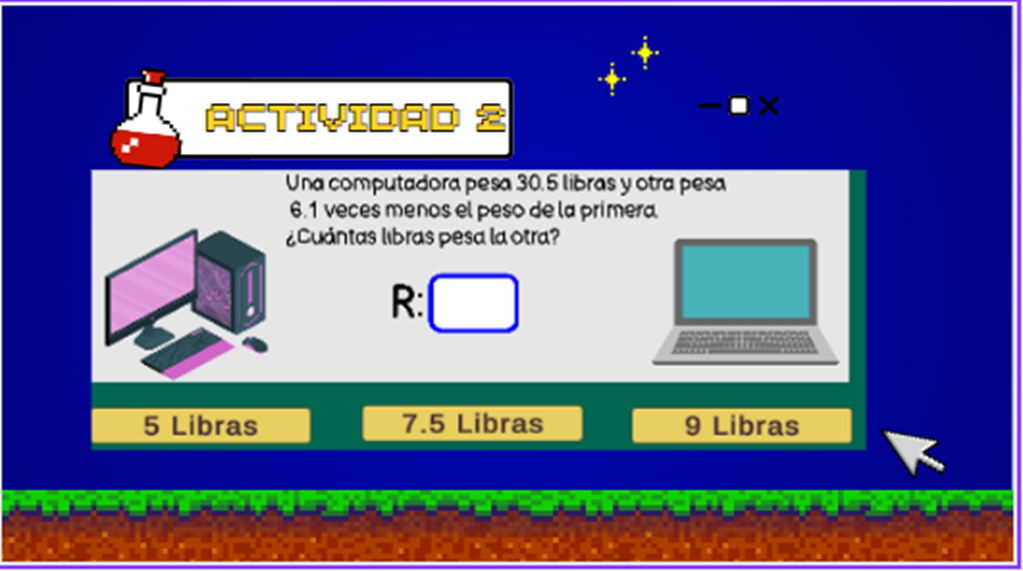 ACTIVIDAD 2
Una computadora pesa 30.5 libras y otra pesa
6.1 veces menos el peso de la primera.
¿Cuántas libras pesa la otra?
R:
5 Libras
7.5 Libras
9 Libras